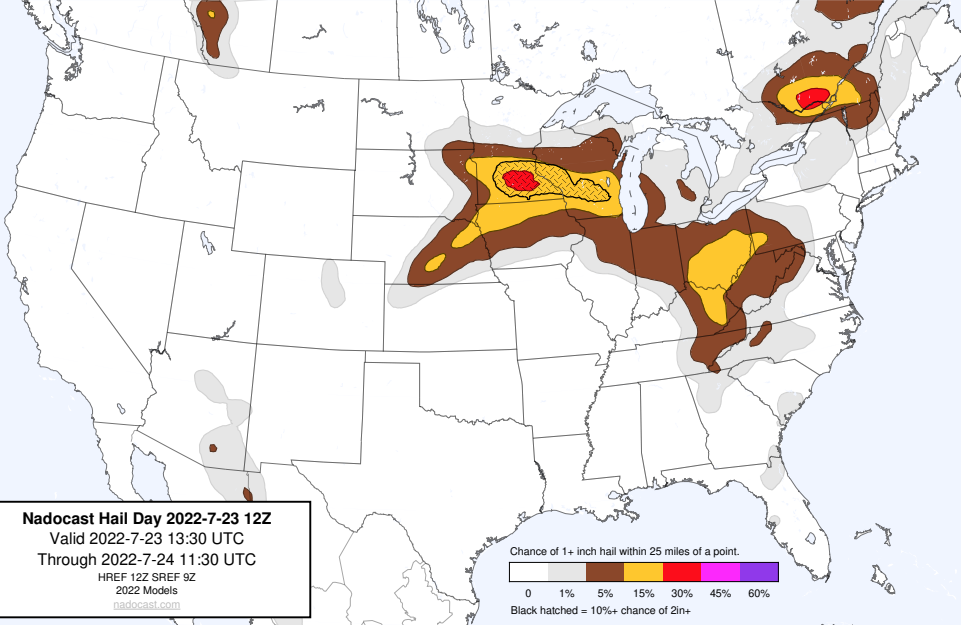 Nadocast Hail Day 2022-7-23 12Z
Valid 2022-7-23 13:30 UTC
Through 2022-7-24 11:30 UTC
HREF 12Z SREF 9Z
2022 Models
nadocast.com
Chance of 1+ inch hail within 25 miles of a point.
0 1% 5% 15% 30% 45% 60%
Black hatched = 10%+ chance of 2in+